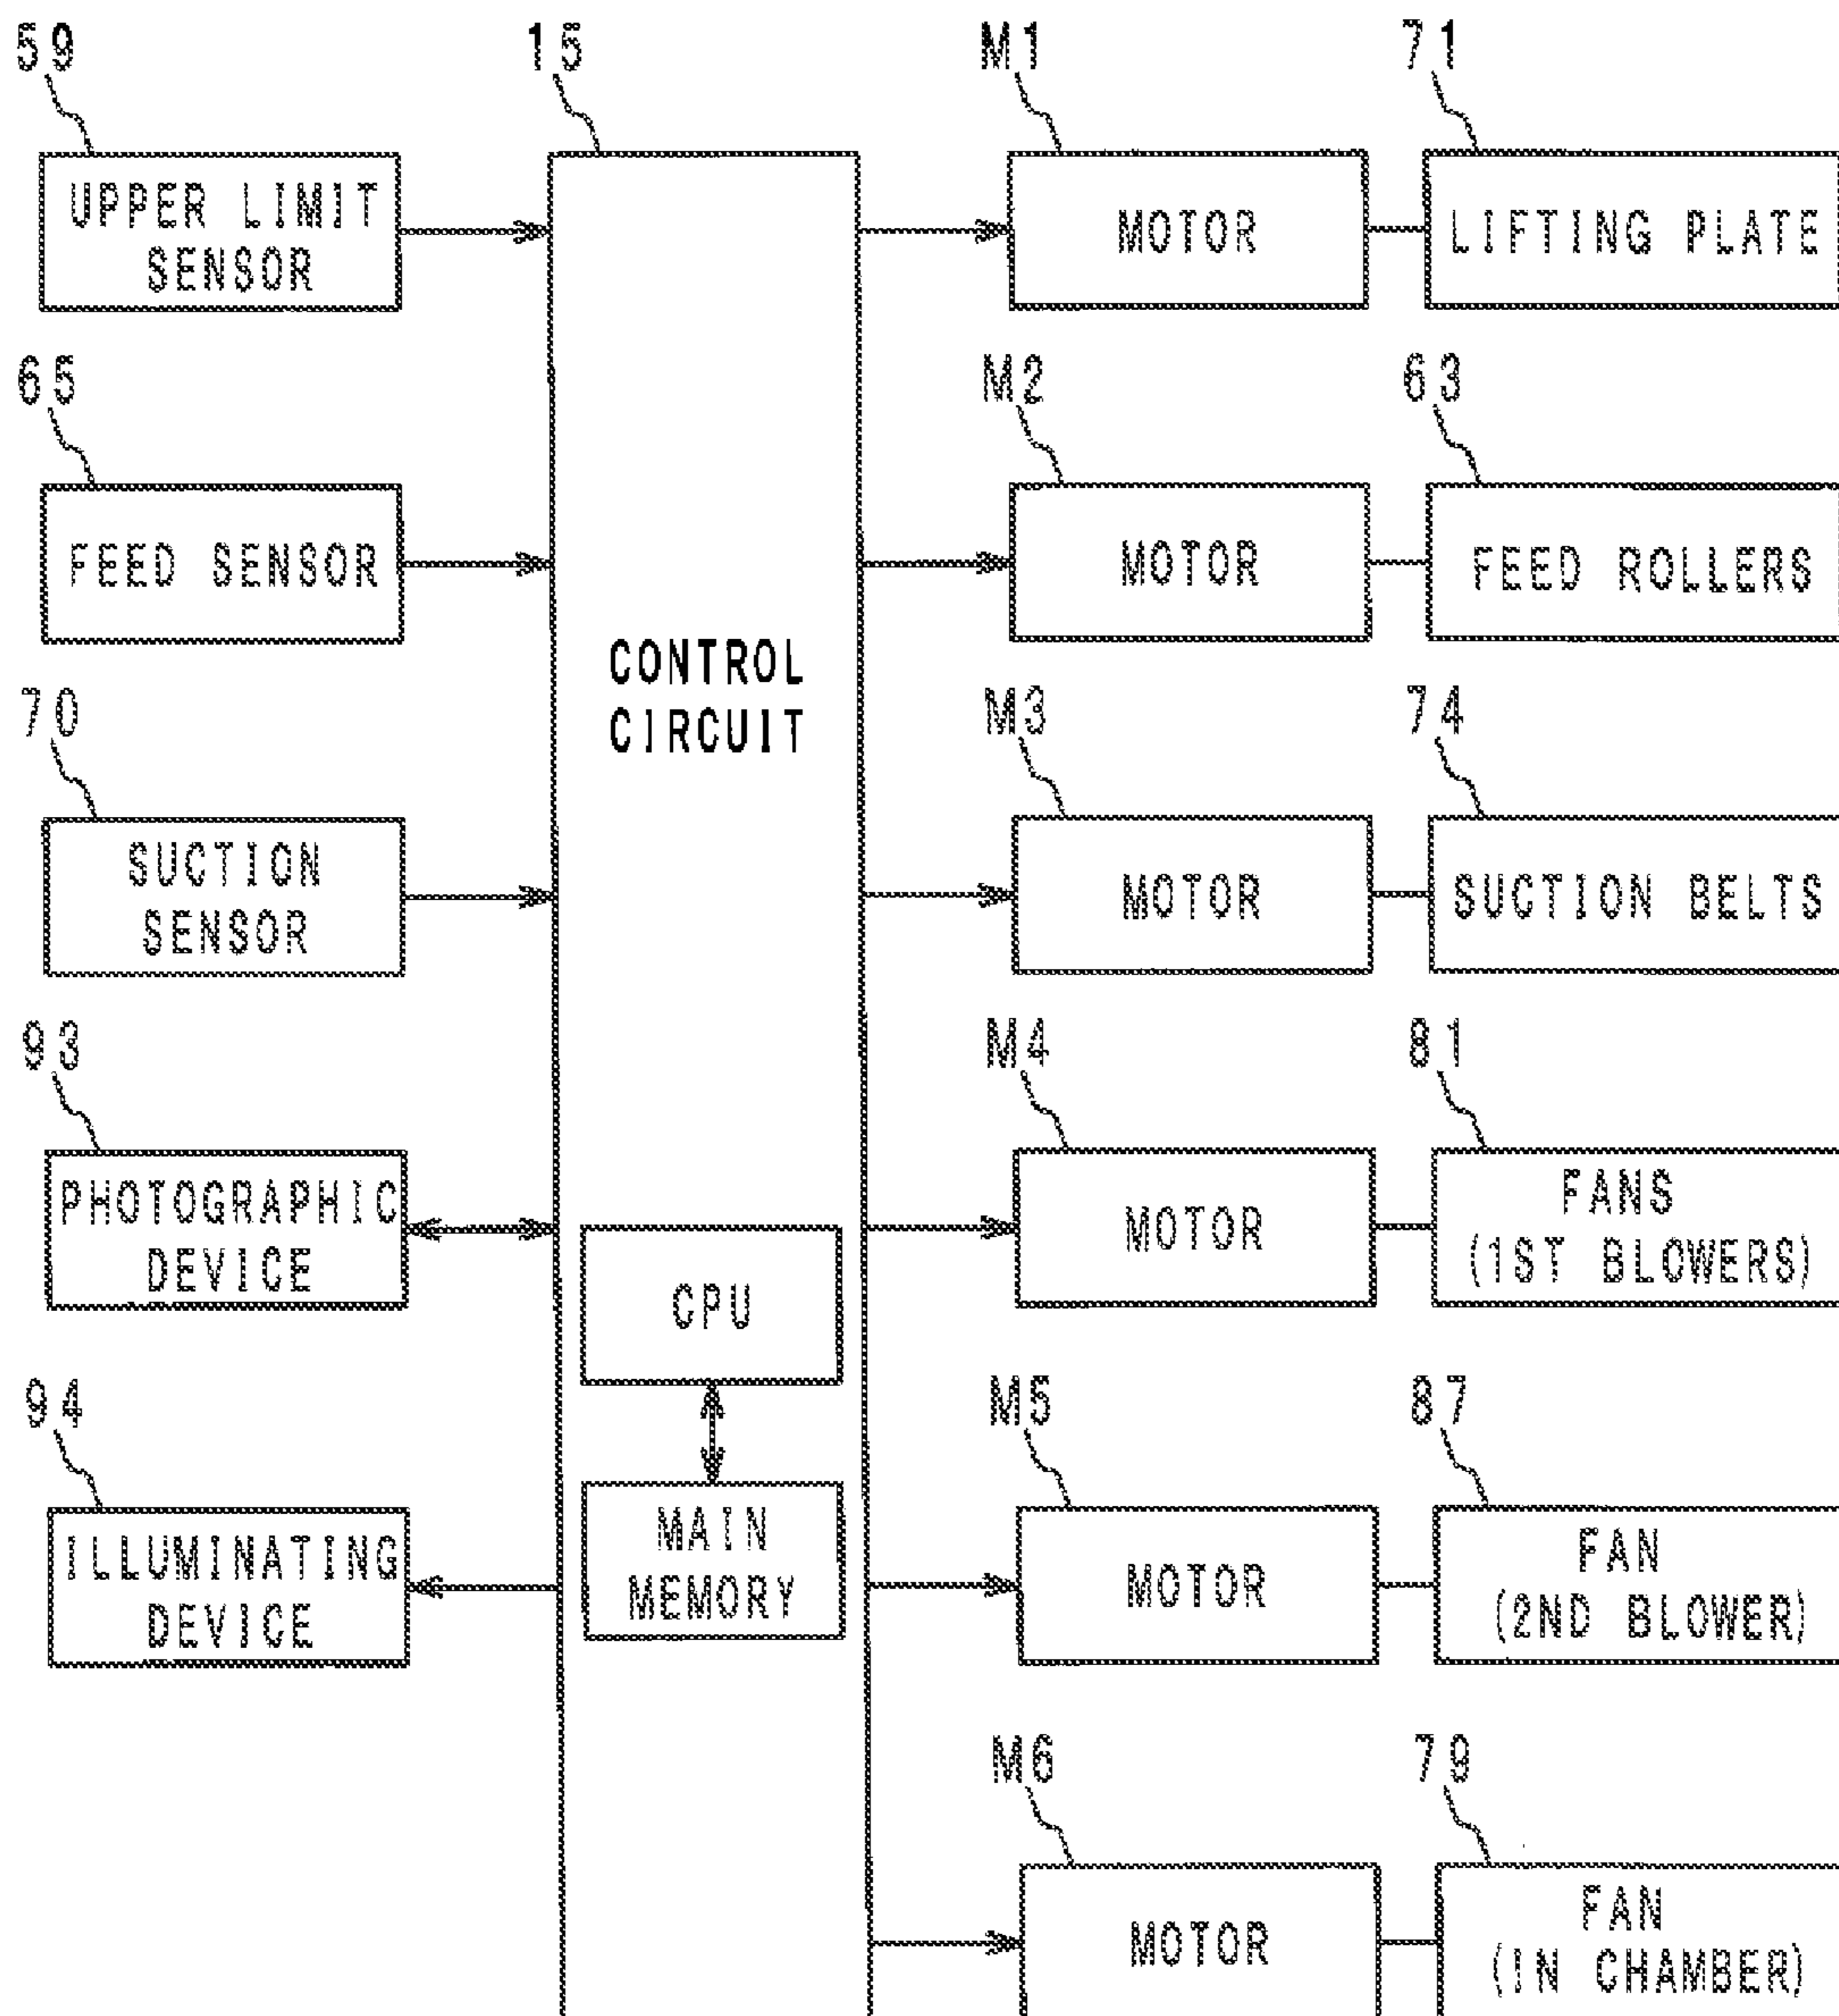 59 15 M1 71
UPPER LIMIT
SENSOR
MOTOR
LIFTING PLATE
65 M2 63
FEED SENSOR
MOTOR
FEED ROLLERS
CONTROL
CIRCUIT
70 M3 74
SUCTION
SENSOR
MOTOR
SUCTION BELTS
93 M4 81
PHOTOGRAPHIC
DEVICE
CPU
MOTOR
FANS
(1ST BLOWERS)
94 M5 87
ILLUMINATING
DEVICE
MAIN
MEMORY
MOTOR
FAN
(2ND BLOWER)
M6 79
MOTOR
FAN
(IN CHAMBER)